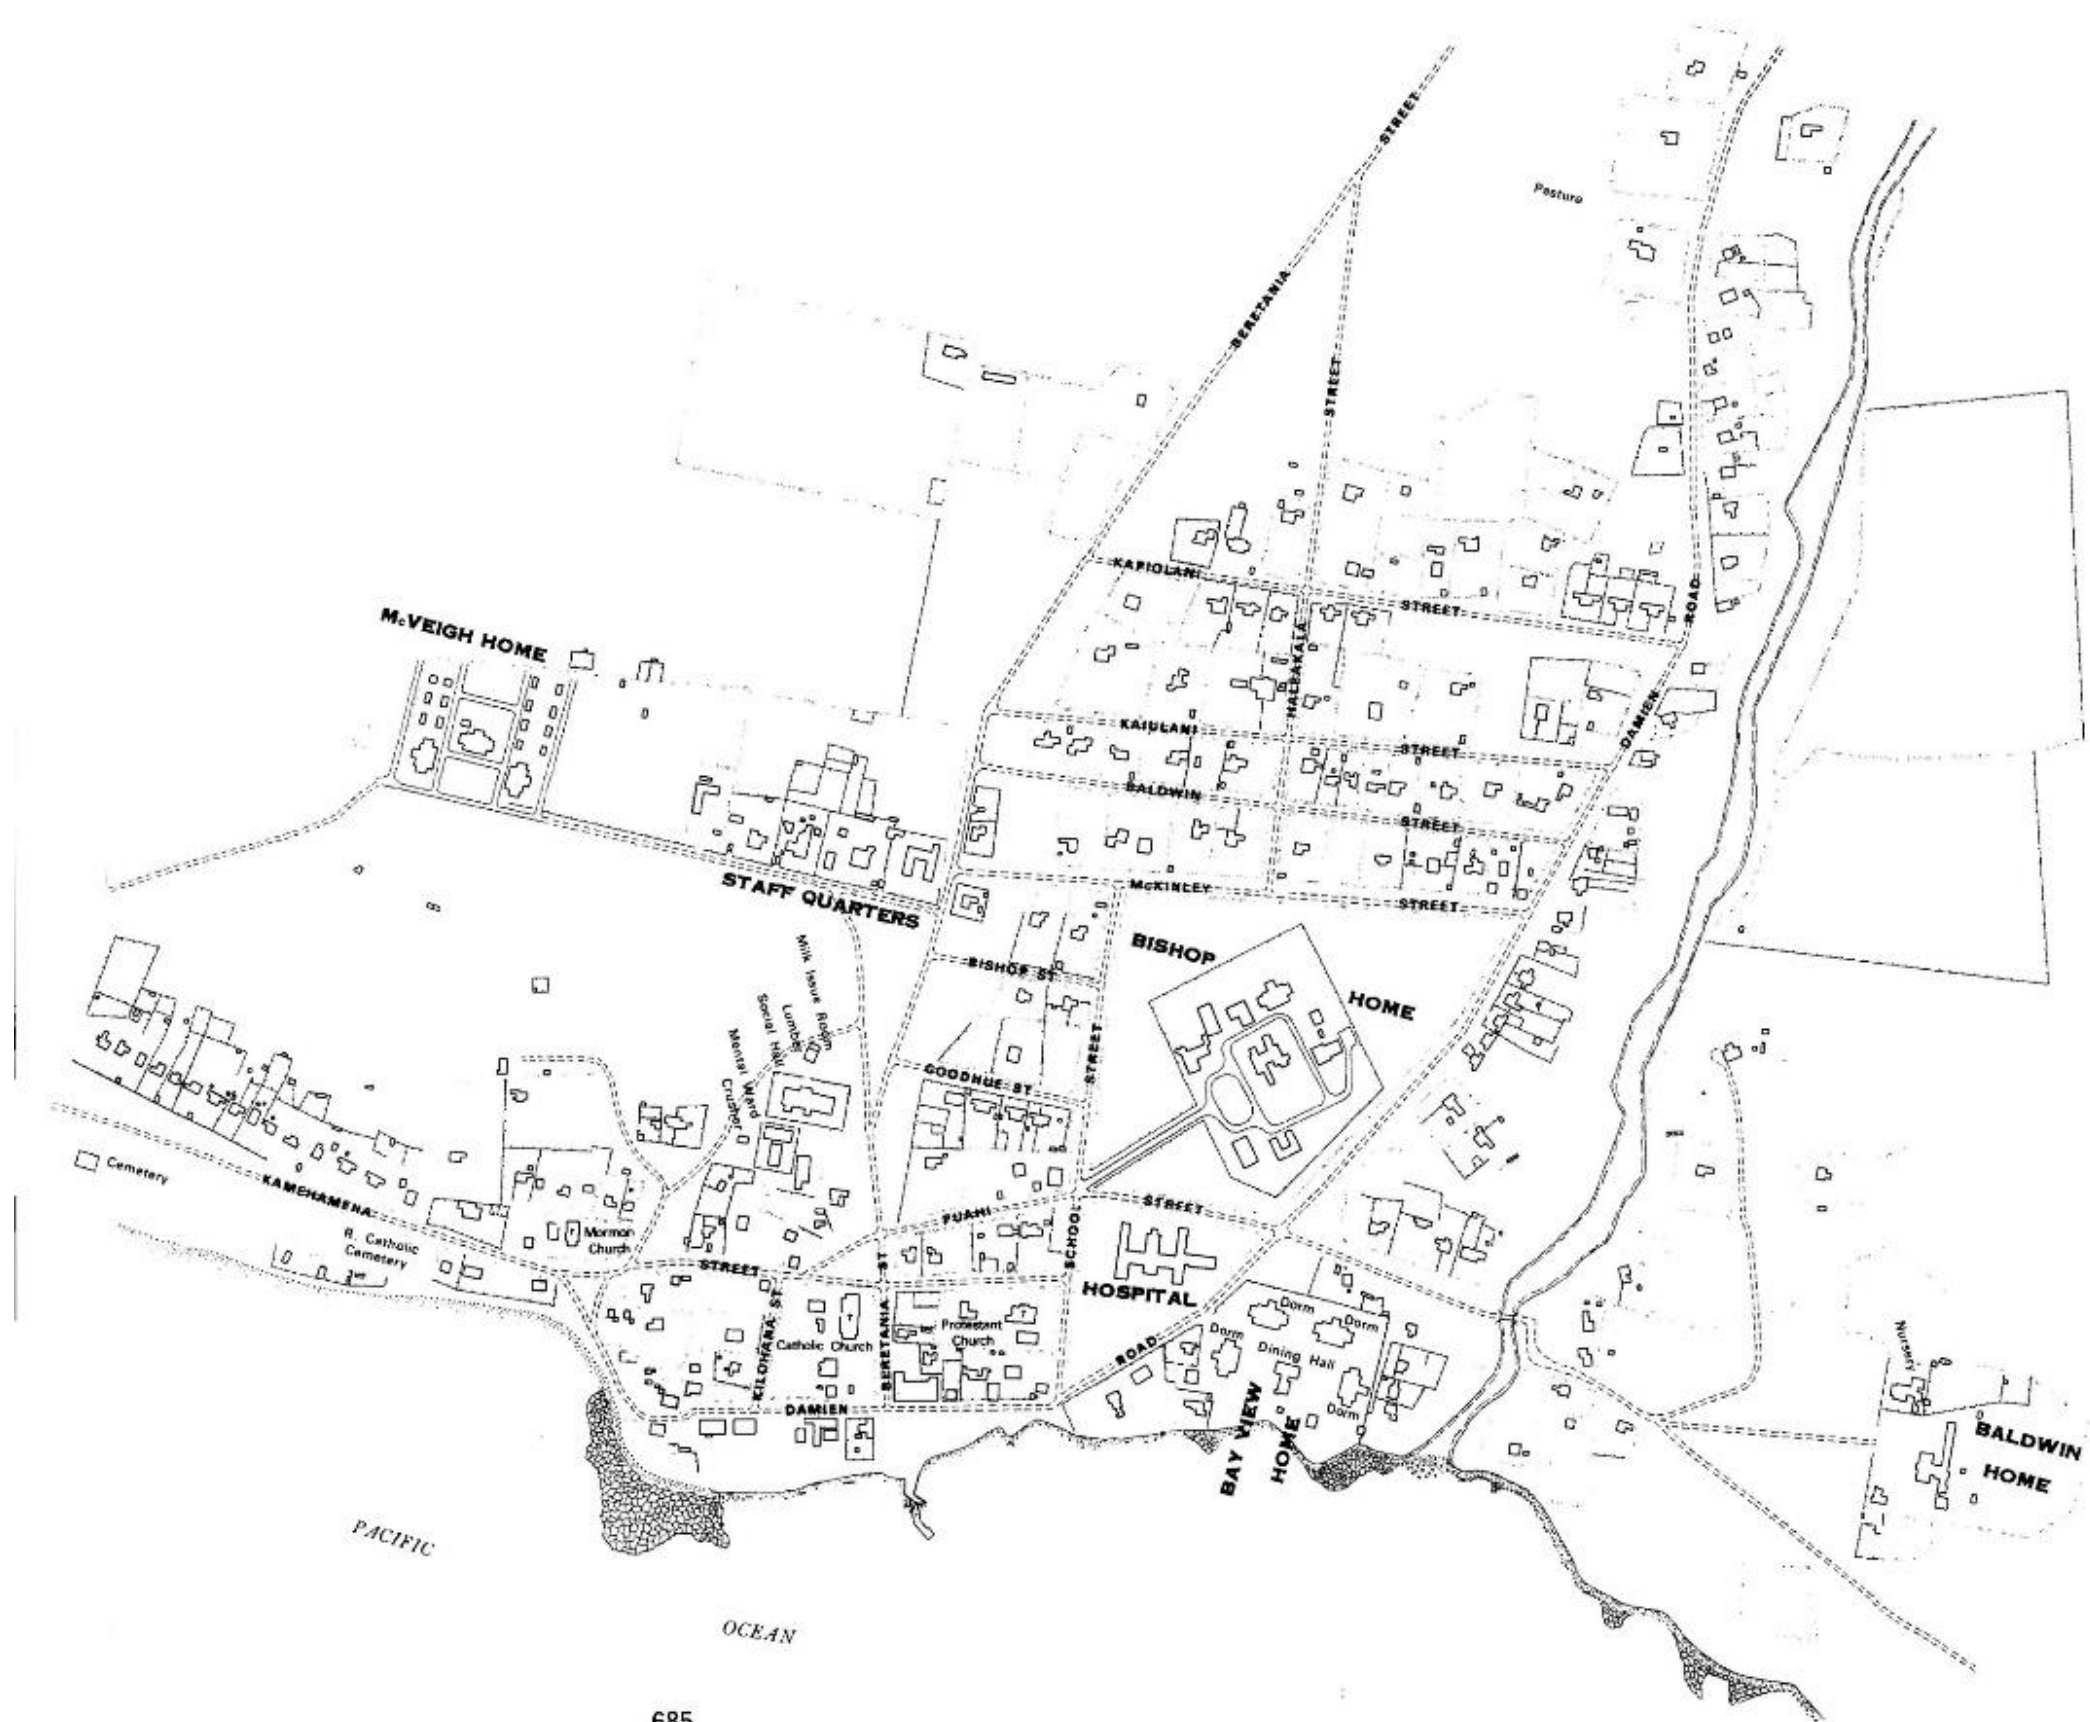 STREET
Pasture
BERETANIA
STREET
KAPIOLANI
STREET
ROAD
McVEIGH HOME
HALEAKALA
KAIULANI
STREET
DAMIEN
BALDWIN
STREET
STAFF QUARTERS
McKINLEY
STREET
BISHOP
HOME
BISHOP ST
Milk Issue Room
Lumber
Social Hall
Mental Ward
Crusher
STREET
GOODHUE ST
Cemetery
KAMEHAMEHA
STREET
PUAHI
STREET
SCHOOL
R. Catholic
Cemetery
Mormon
Church
ST
HOSPITAL
KILOHANA ST
Catholic Church
BERETANIA
Protestant
Church
ROAD
Dorm
Dorm
Dorm
Dining Hall
Dorm
BAY VIEW
HOME
DAMIEN
Nursery
BALDWIN
HOME
PACIFIC
OCEAN
685